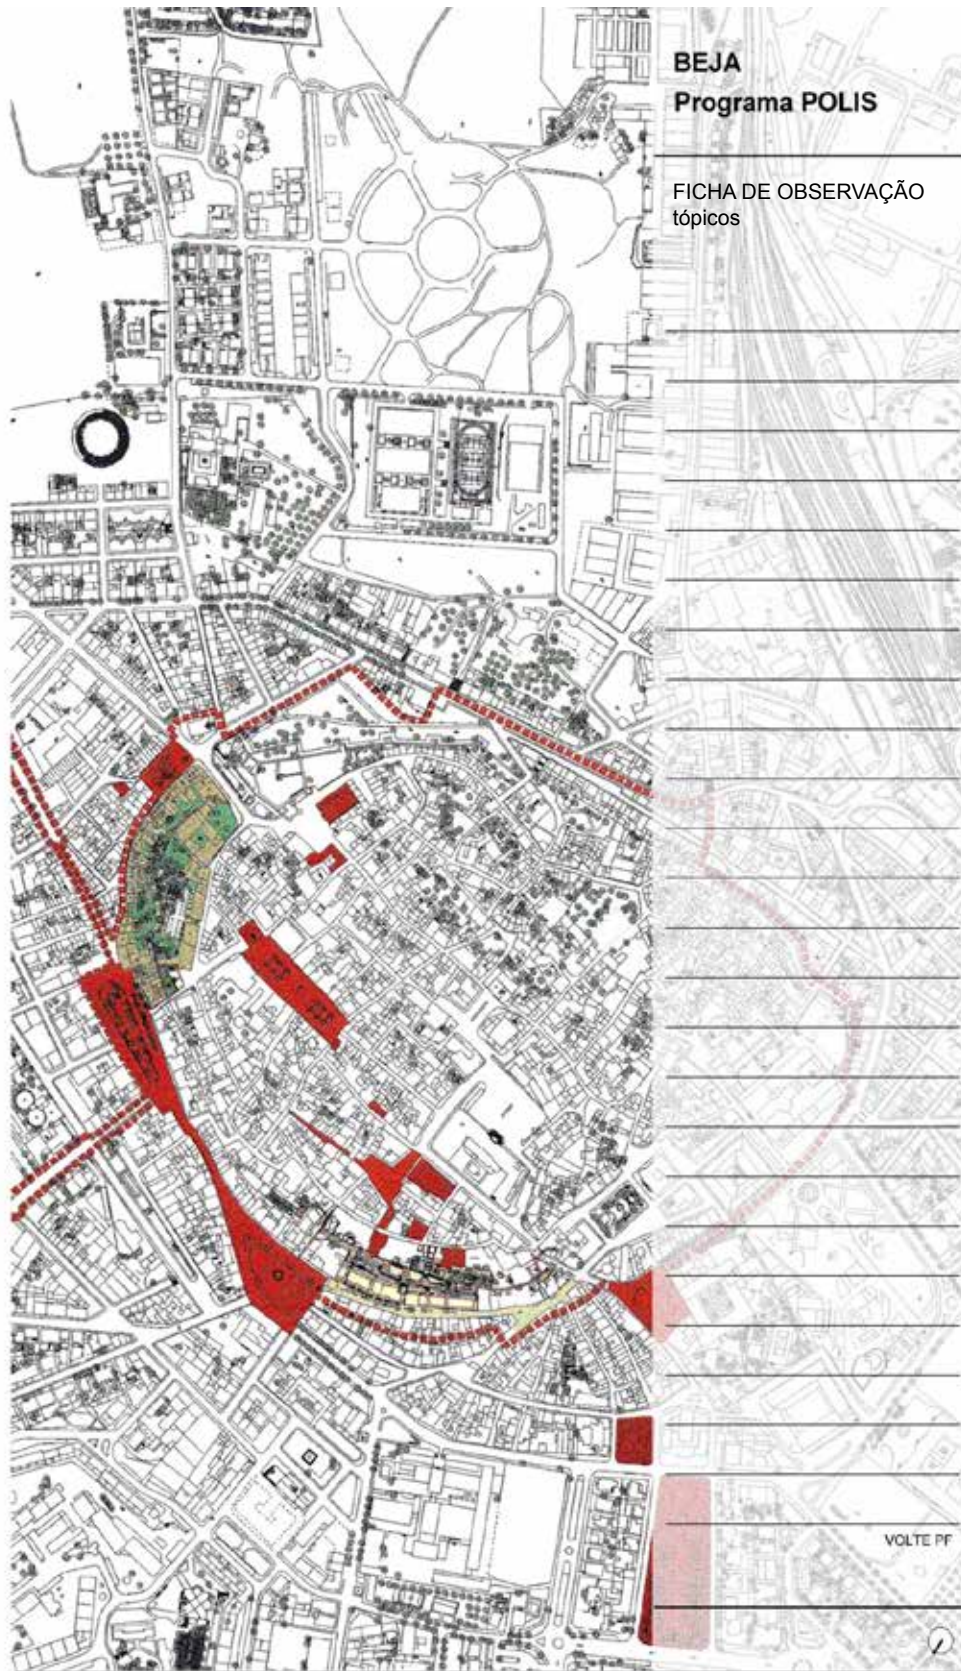 BEJA
Programa POLIS
FICHA DE OBSERVAÇÃO
tópicos
VOLTE PF